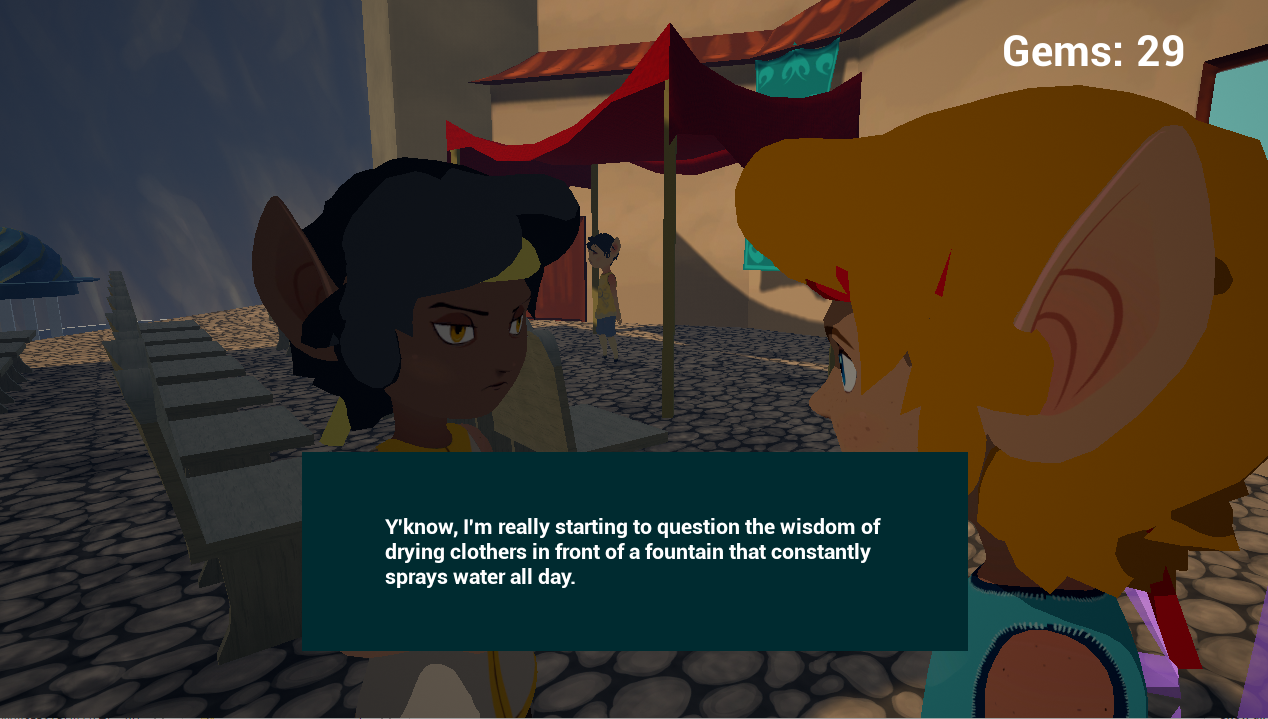 Gems: 29
Y'know, I'm really starting to question the wisdom of
drying clothers in front of a fountain that constantly
sprays water all day.